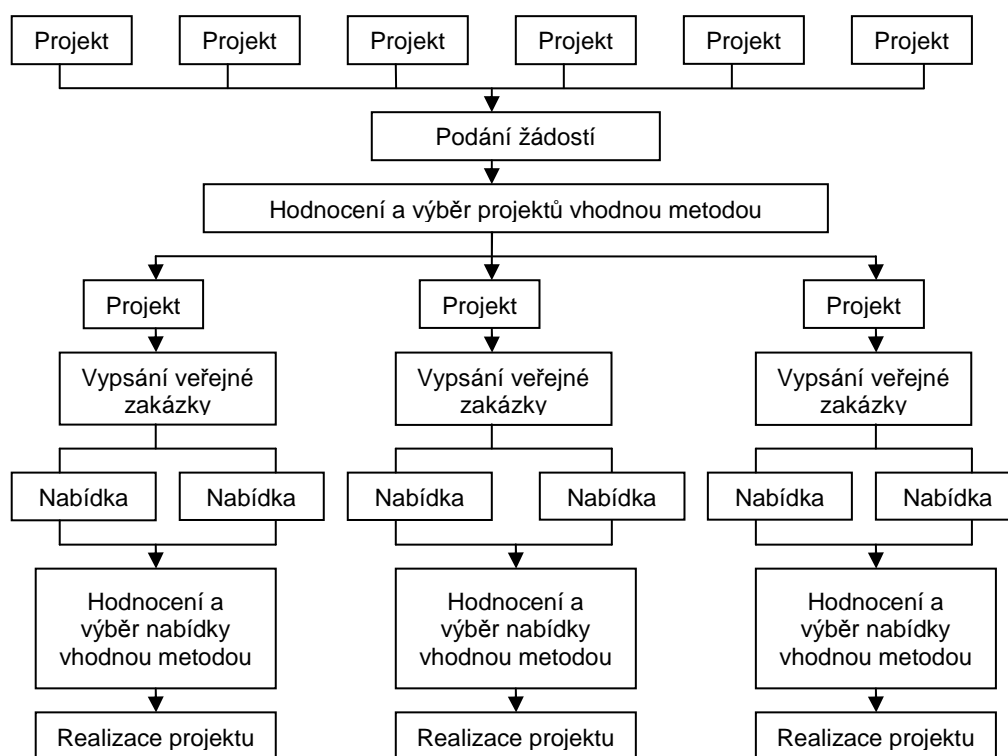 Projekt Projekt Projekt Projekt Projekt Projekt
Podání žádostí
Hodnocení a výběr projektů vhodnou metodou
Projekt Projekt Projekt
Vypsání veřejné Vypsání veřejné Vypsání veřejné
zakázky zakázky zakázky
Nabídka Nabídka Nabídka Nabídka Nabídka Nabídka
Hodnocení a Hodnocení a Hodnocení a
výběr nabídky výběr nabídky výběr nabídky
vhodnou metodou vhodnou metodou vhodnou metodou
Realizace projektu Realizace projektu Realizace projektu